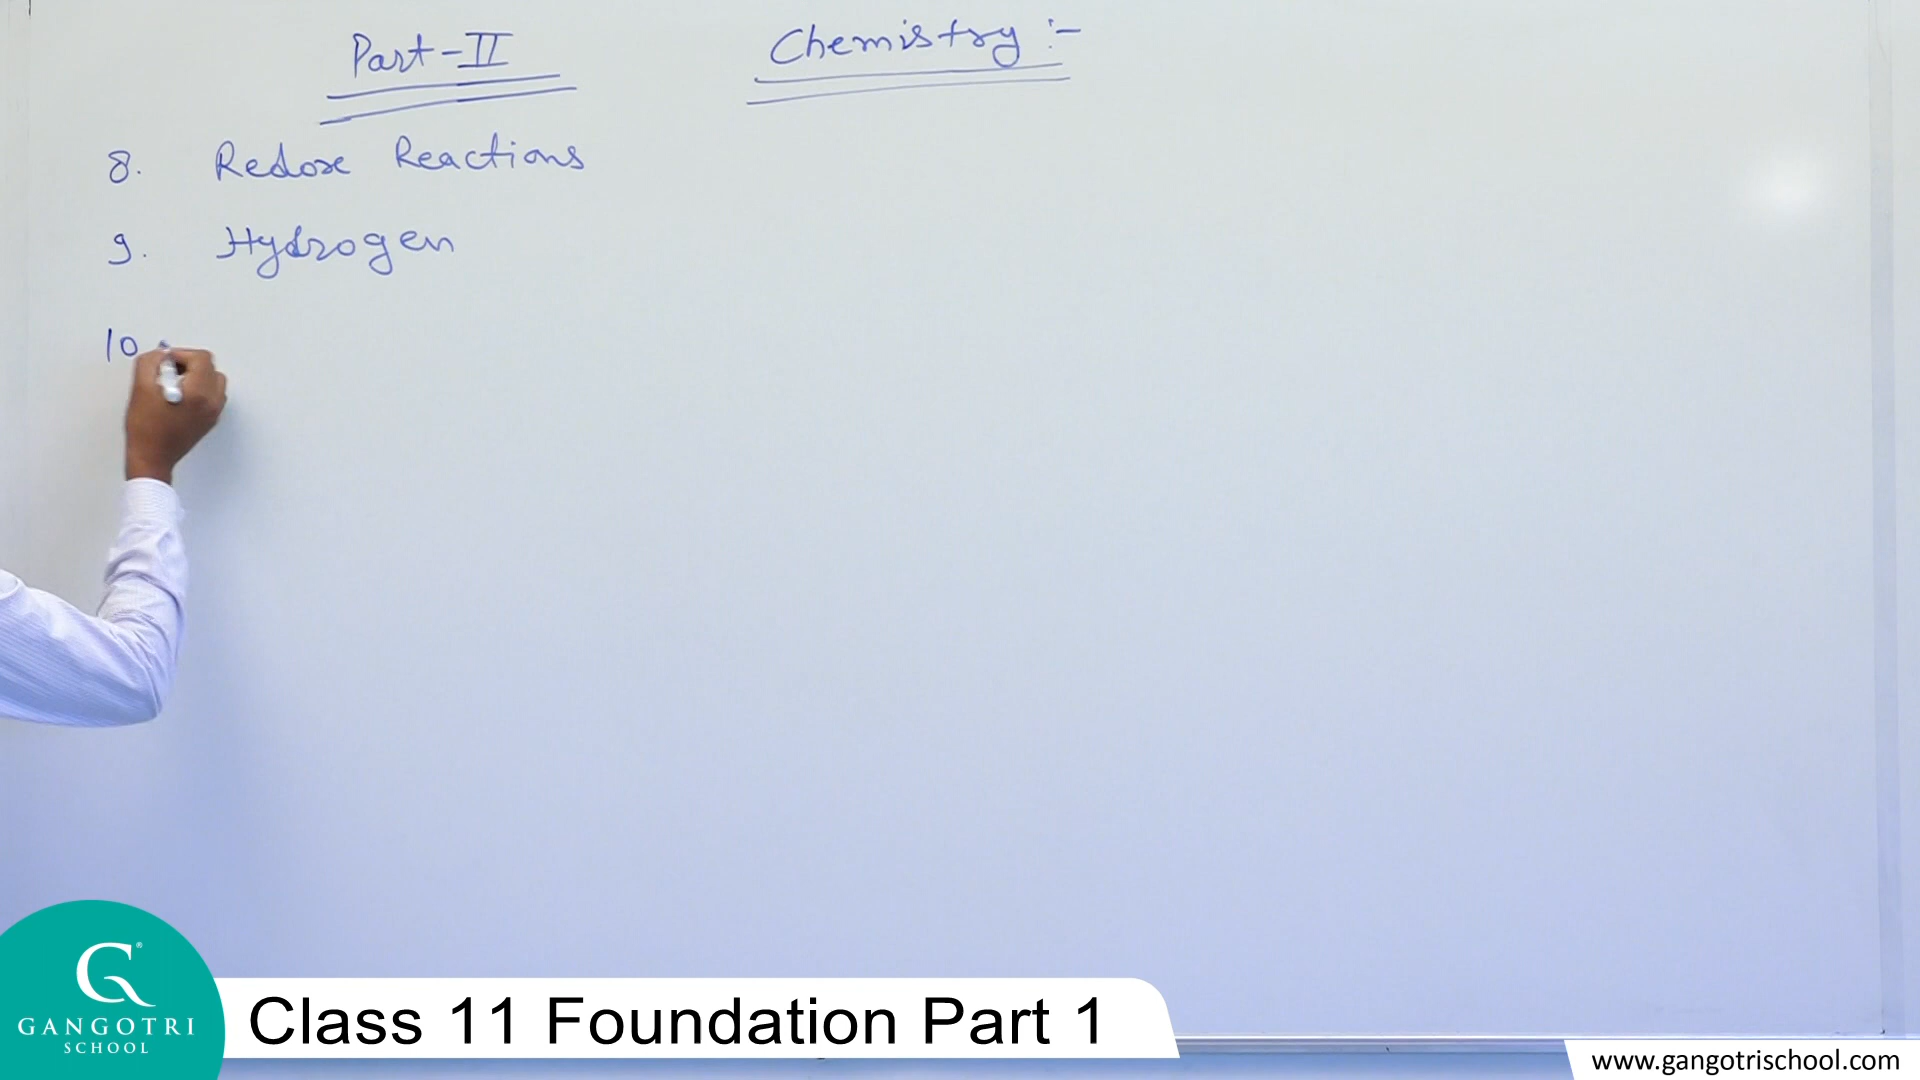 Part-II Chemistry :-
8. Redox Reactions
9. Hydrogen
10
G®
GANGOTRI
SCHOOL
Class 11 Foundation Part 1
www.gangotrischool.com